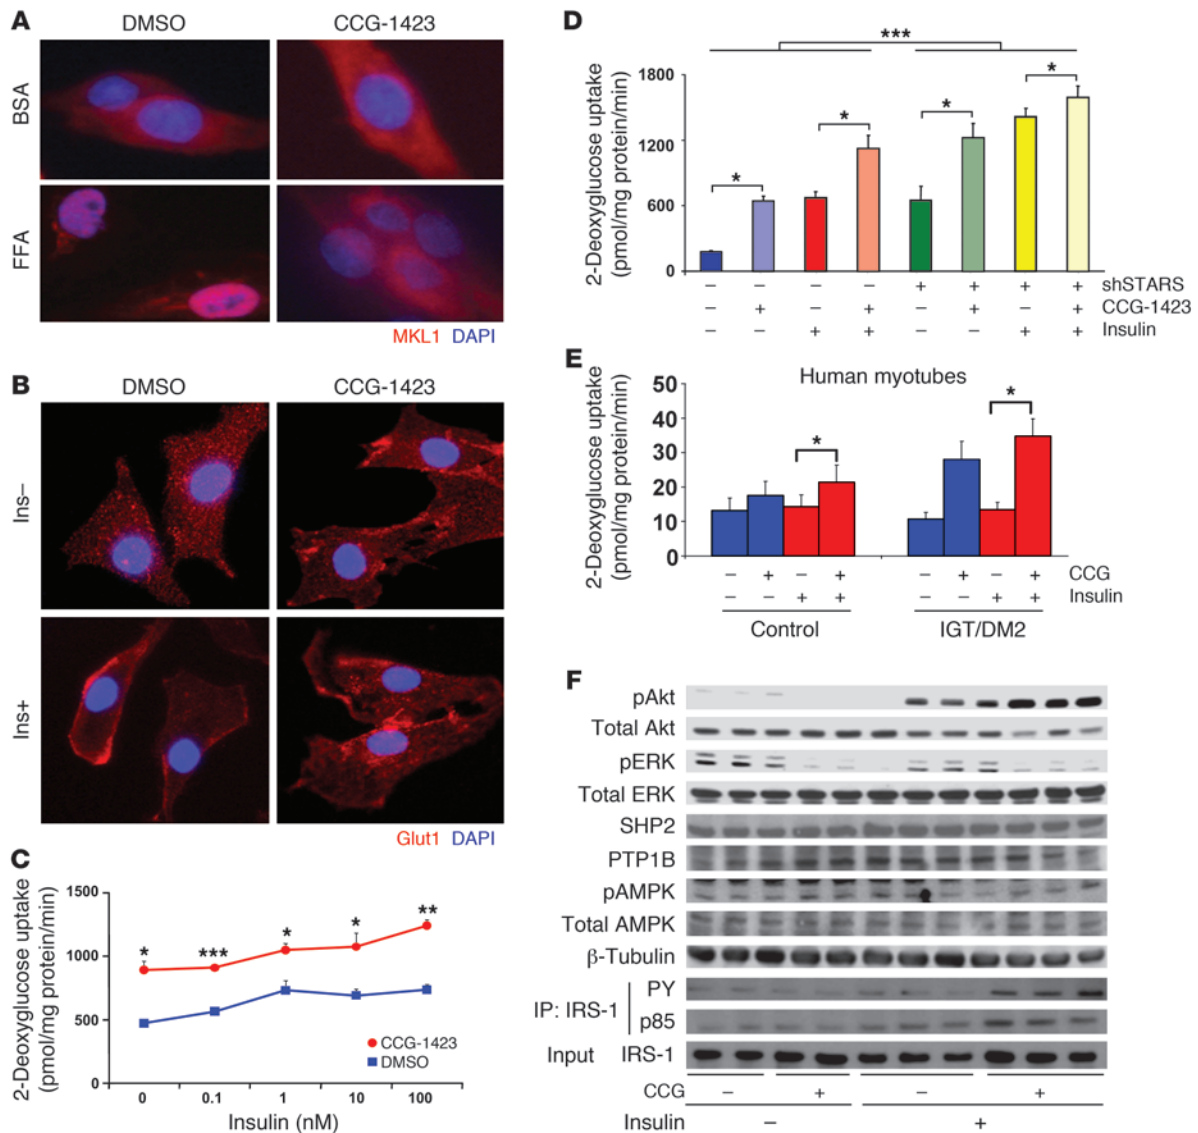 A
DMSO
CCG-1423
BSA
FFA
MKL1 DAPI
B
DMSO
CCG-1423
Ins–
Ins+
Glut1 DAPI
C
2-Deoxyglucose uptake
(pmol/mg protein/min)
1500
1000
500
0
*
***
*
*
**
CCG-1423
DMSO
0 0.1 1 10 100
Insulin (nM)
D
2-Deoxyglucose uptake
(pmol/mg protein/min)
1800
1200
600
0
***
*
*
*
*
– – – – + + + + shSTARS
– + – + – + – + CCG-1423
– – + + – – + + Insulin
E
Human myotubes
2-Deoxyglucose uptake
(pmol/mg protein/min)
50
40
30
20
10
0
*
*
– + – + – + – + CCG
– – + + – – + + Insulin
Control IGT/DM2
F
pAkt
Total Akt
pERK
Total ERK
SHP2
PTP1B
pAMPK
Total AMPK
β-Tubulin
IP: IRS-1
PY
p85
Input IRS-1
CCG – + – +
Insulin – +